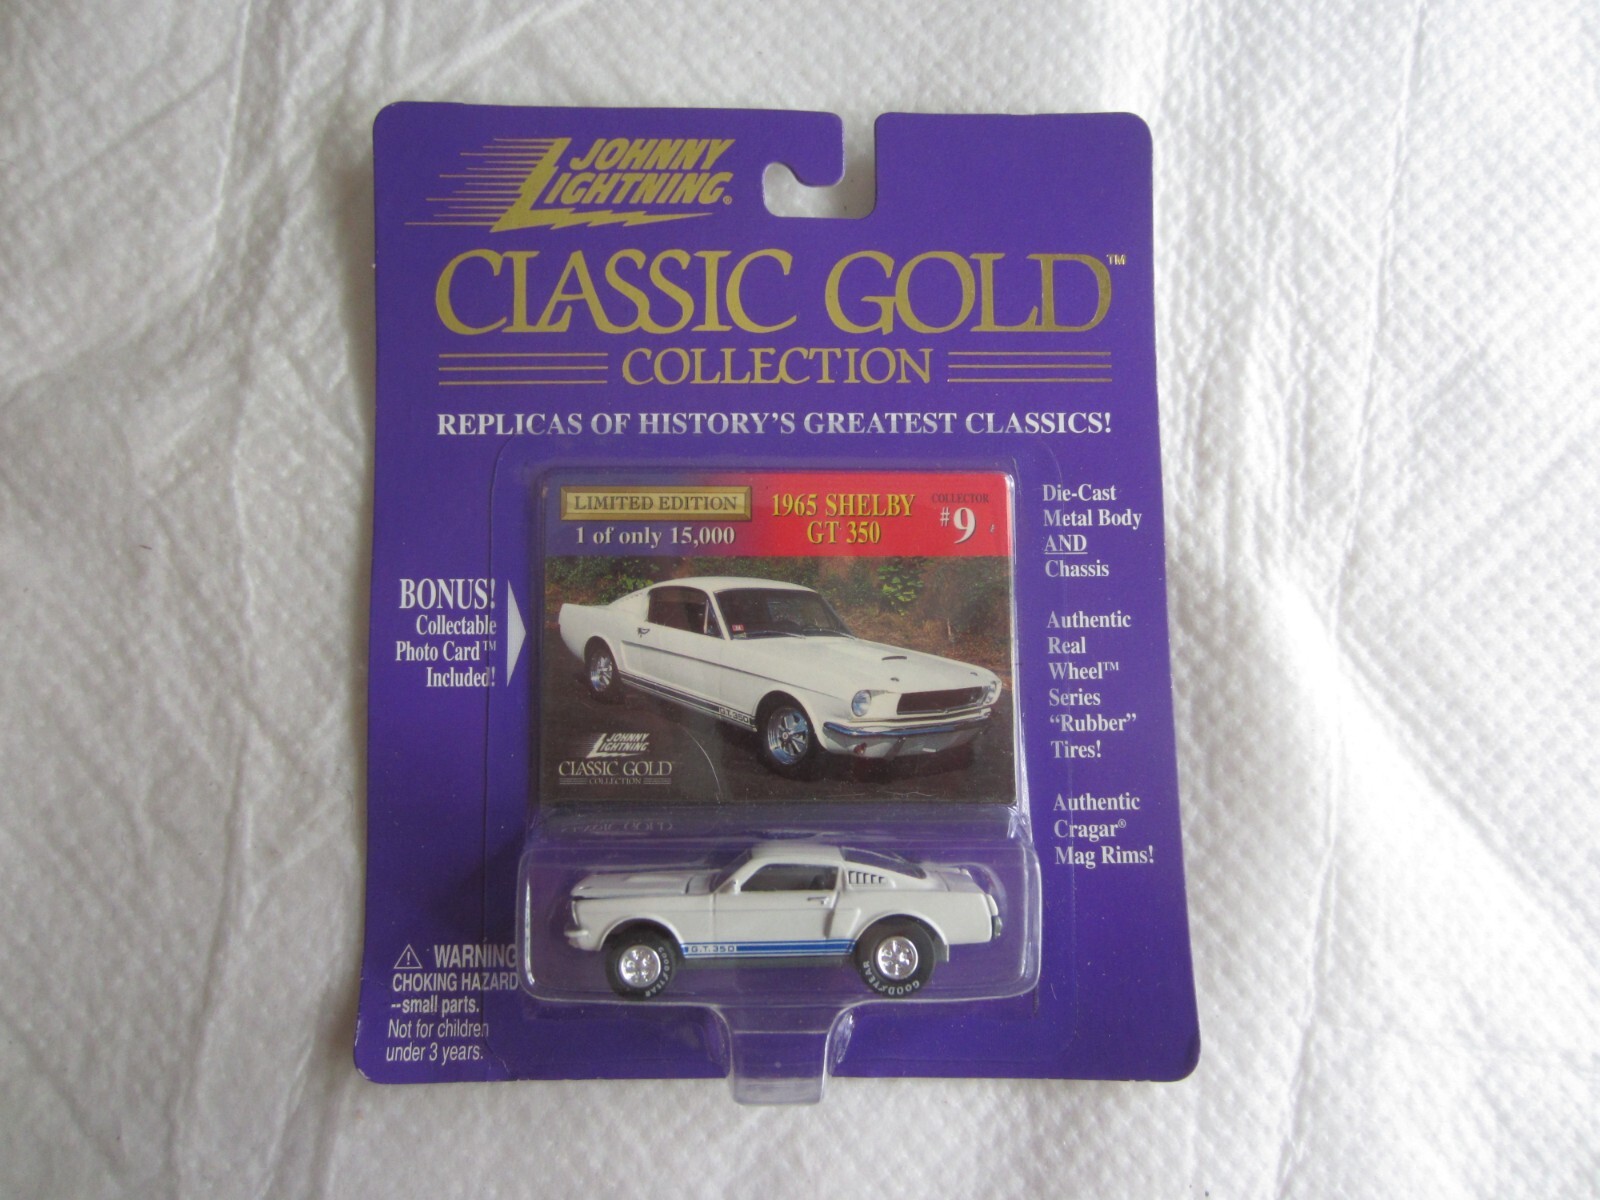 JOHNNY
LIGHTNING®
CLASSIC GOLD™
COLLECTION
REPLICAS OF HISTORY'S GREATEST CLASSICS!
LIMITED EDITION
1 of only 15,000
1965 SHELBY
GT 350
COLLECTOR
#9
BONUS!
Collectable
Photo Card™
Included!
Die-Cast
Metal Body
AND
Chassis
Authentic
Real
Wheel™
Series
"Rubber"
Tires!
Authentic
Cragar®
Mag Rims!
G.T.350
JOHNNY
LIGHTNING
CLASSIC GOLD™
COLLECTION
G.T.350
GOODYEAR
GOODYEAR
⚠ WARNING
CHOKING HAZARD
--small parts.
Not for children
under 3 years.